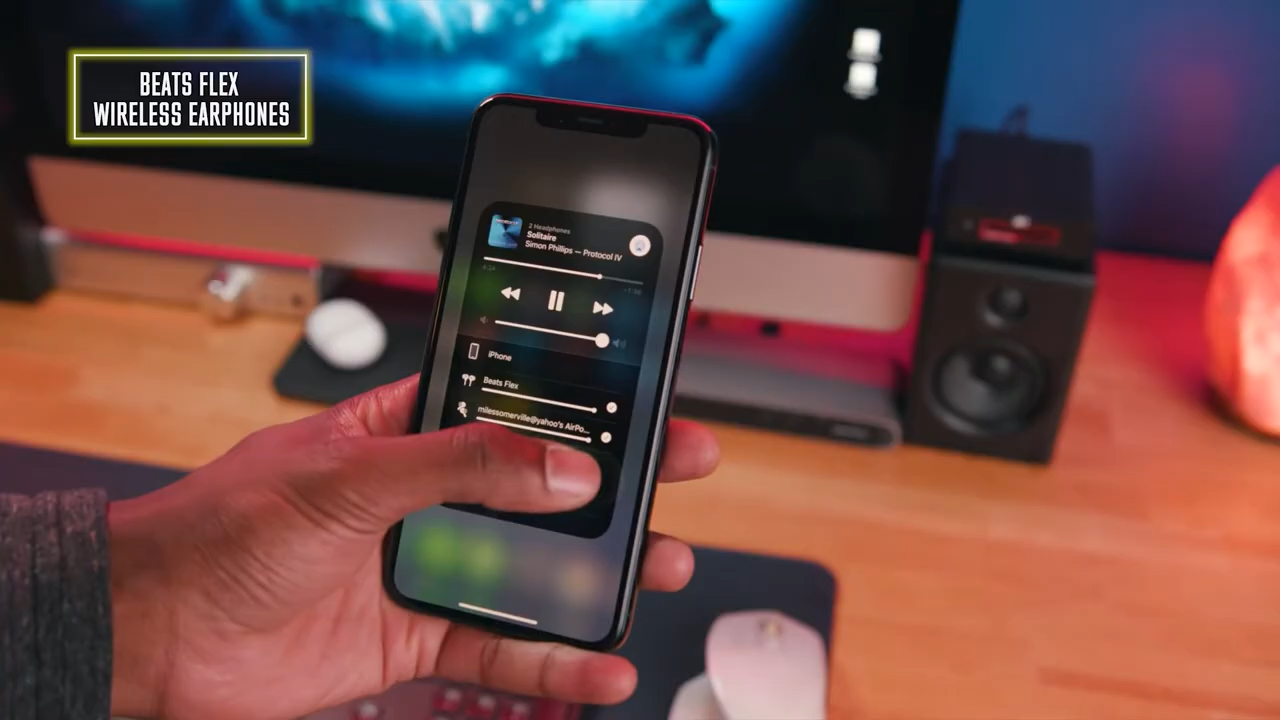 BEATS FLEX
WIRELESS EARPHONES
2 Headphones
Solitaire
Simon Phillips — Protocol IV
iPhone
Beats Flex
milessomerville@yahoo's AirPo...